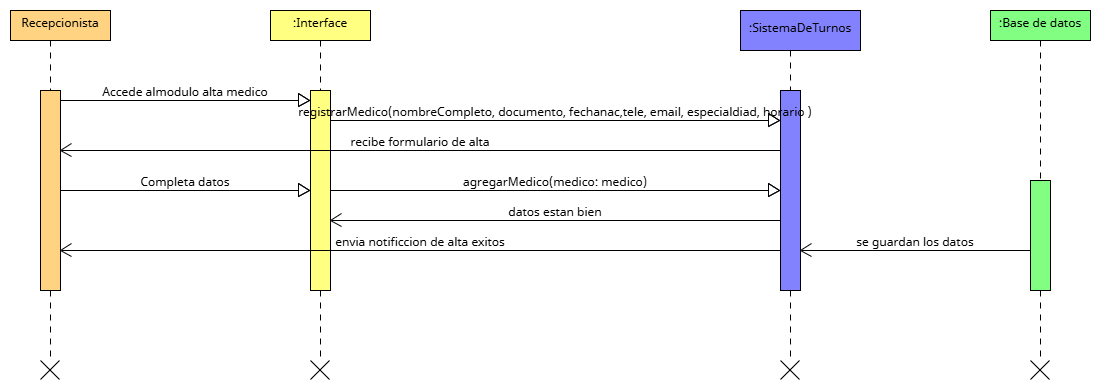 Recepcionista
:Interface
:SistemaDeTurnos
:Base de datos
Accede almodulo alta medico
registrarMedico(nombreCompleto, documento, fechanac,tele, email, especialdiad, horario )
recibe formulario de alta
Completa datos
agregarMedico(medico: medico)
datos estan bien
envia notificcion de alta exitos
se guardan los datos